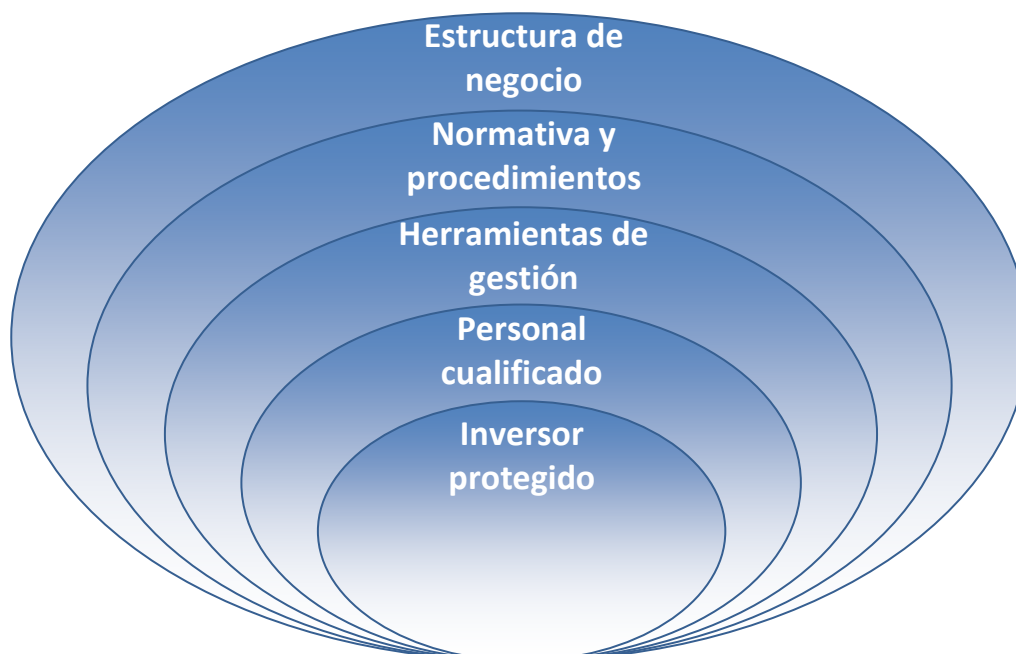 Estructura de
negocio
Normativa y
procedimientos
Herramientas de
gestión
Personal
cualificado
Inversor
protegido